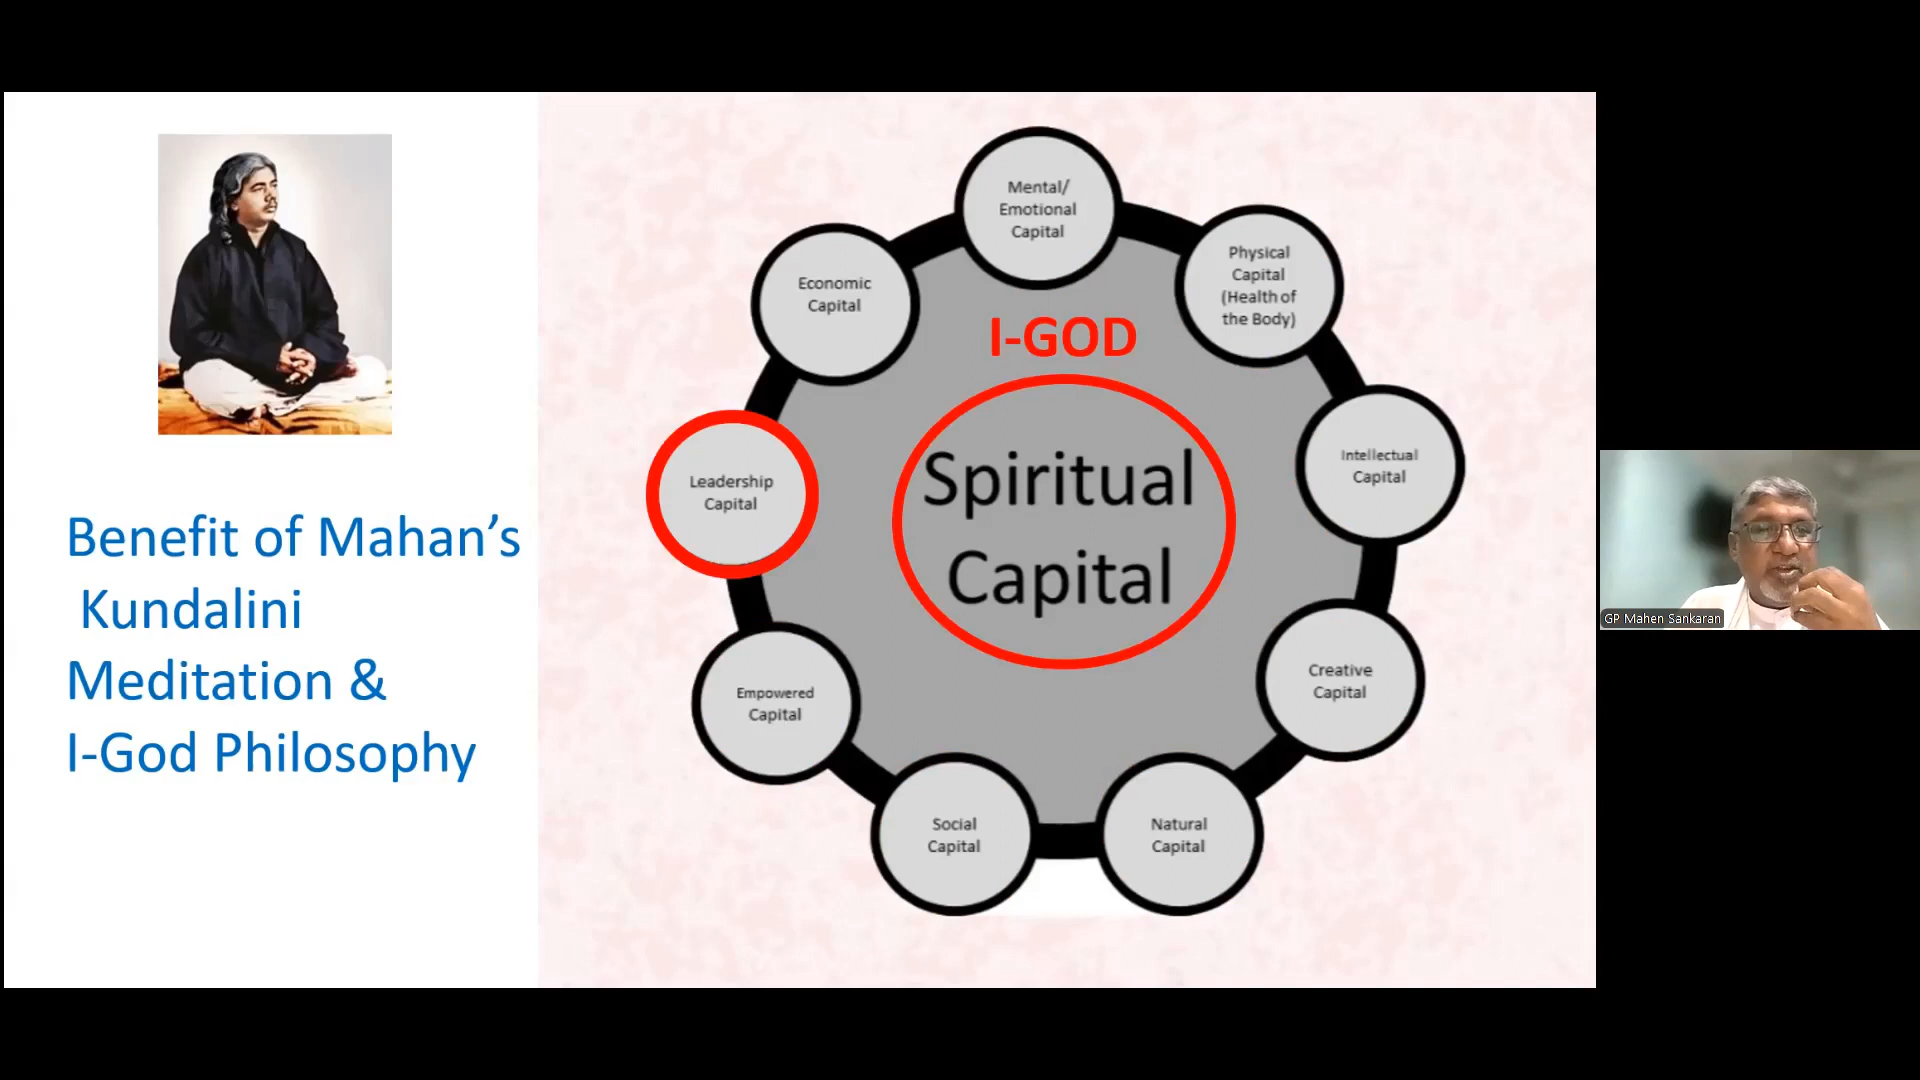 Benefit of Mahan’s
Kundalini
Meditation &
I-God Philosophy
Mental/
Emotional
Capital
Physical
Capital
(Health of
the Body)
Intellectual
Capital
Creative
Capital
Natural
Capital
Social
Capital
Empowered
Capital
Leadership
Capital
Economic
Capital
I-GOD
Spiritual
Capital
GP Mahen Sankaran